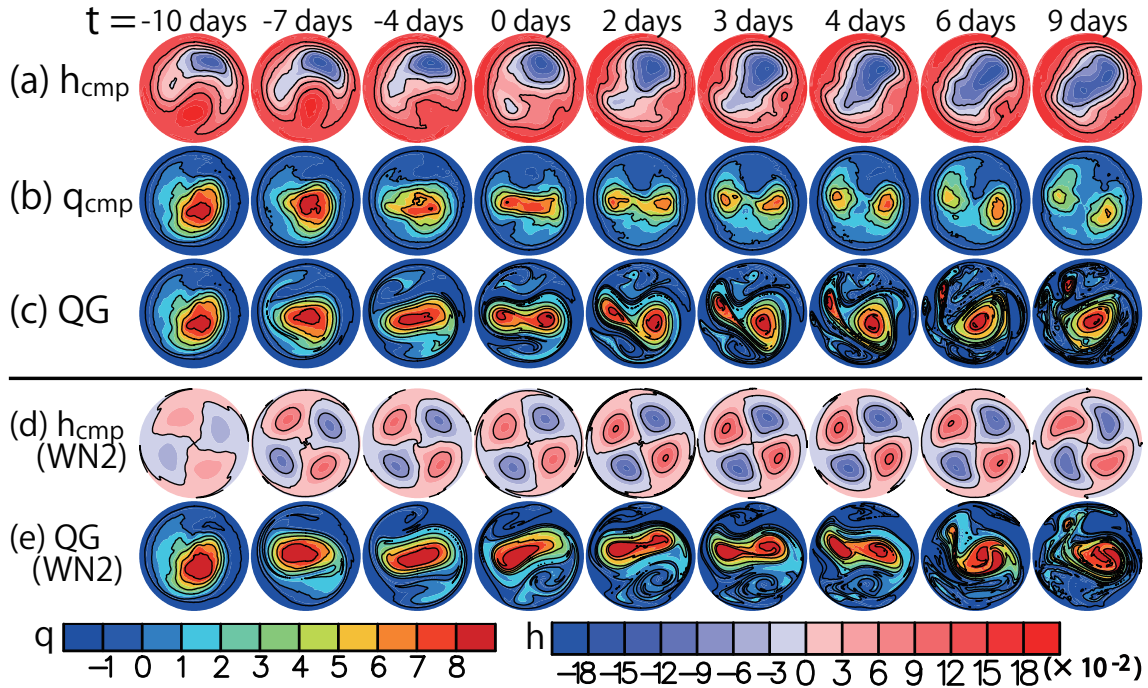 t = -10 days -7 days -4 days 0 days 2 days 3 days 4 days 6 days 9 days
(a) hcmp
(b) qcmp
(c) QG
(d) hcmp
(WN2)
(e) QG
(WN2)
q
−1 0 1 2 3 4 5 6 7 8
h
−18 −15 −12 −9 −6 −3 0 3 6 9 12 15 18 (× 10⁻²)